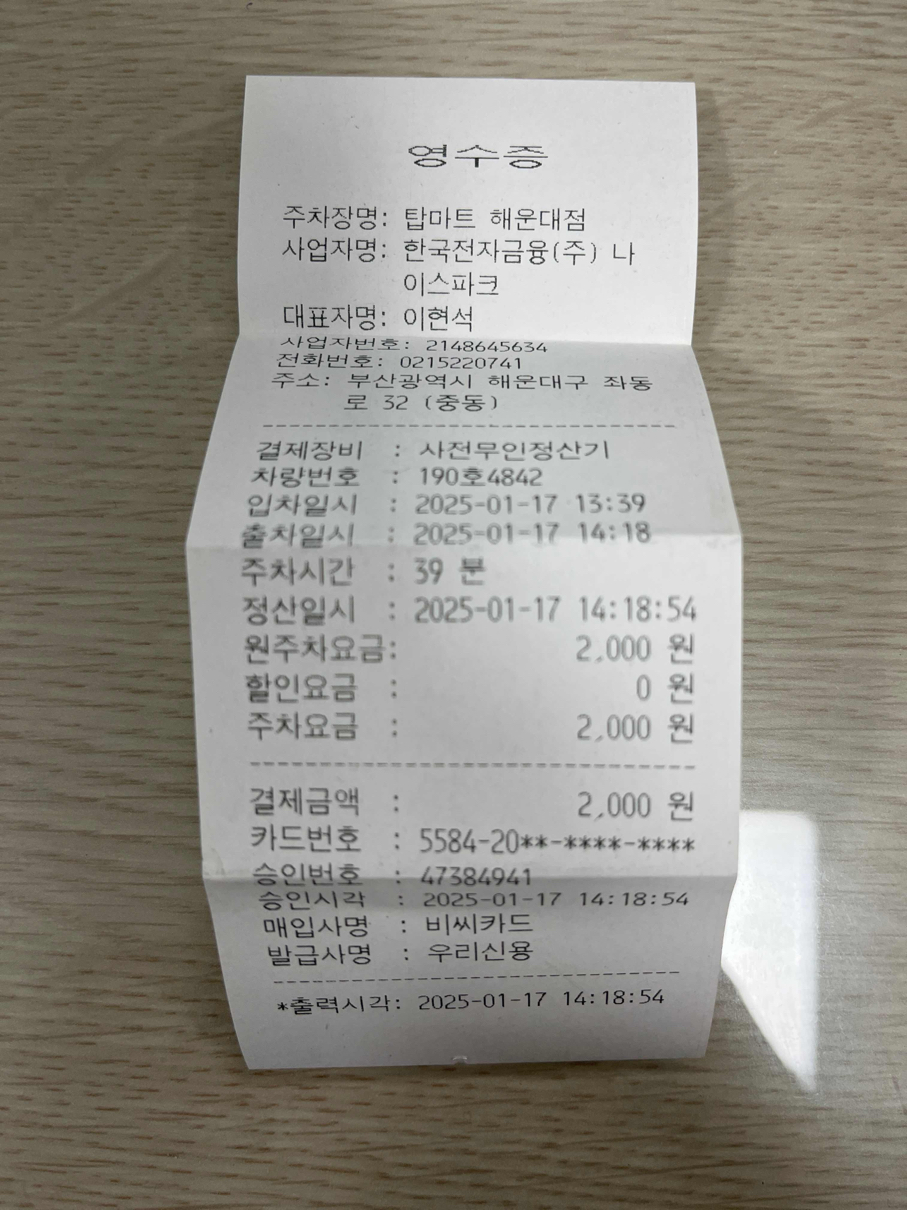 영수증
주차장명: 탑마트 해운대점
사업자명: 한국전자금융(주) 나
이스파크
대표자명: 이현석
사업자번호: 2148645634
전화번호: 0215220741
주소: 부산광역시 해운대구 좌동
로 32 (중동)
결제장비 : 사전무인정산기
차량번호 : 190호4842
입차일시 : 2025-01-17 13:39
출차일시 : 2025-01-17 14:18
주차시간 : 39 분
정산일시 : 2025-01-17 14:18:54
원주차요금: 2,000 원
할인요금 : 0 원
주차요금 : 2,000 원
결제금액 : 2,000 원
카드번호 : 5584-20**-****-****
승인번호 : 47384941
승인시각 : 2025-01-17 14:18:54
매입사명 : 비씨카드
발급사명 : 우리신용
*출력시각: 2025-01-17 14:18:54